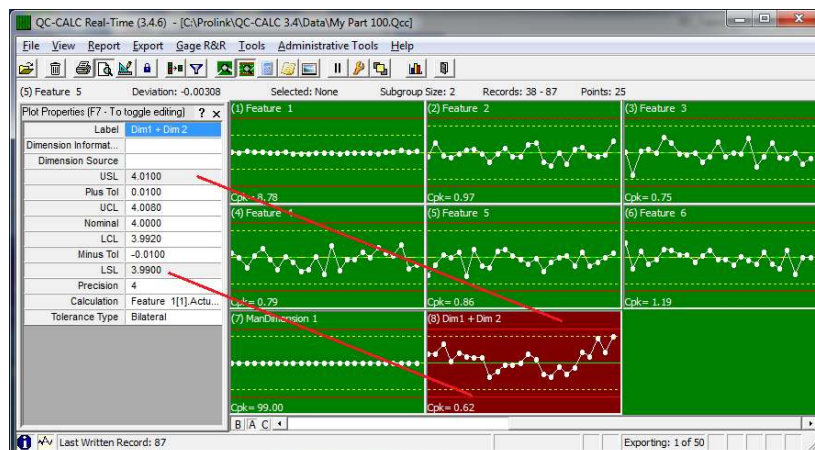 QC-CALC Real-Time (3.4.6) - [C:\Prolink\QC-CALC 3.4\Data\My Part 100.Qcc]
File View Report Export Gage R&R Tools Administrative Tools Help
(5) Feature 5 Deviation: -0.00308 Selected: None Subgroup Size: 2 Records: 38 - 87 Points: 25
Plot Properties (F7 - To toggle editing) ? x
Label Dim1 + Dim 2
Dimension Informat...
Dimension Source
USL 4.0100
Plus Tol 0.0100
UCL 4.0080
Nominal 4.0000
LCL 3.9920
Minus Tol -0.0100
LSL 3.9900
Precision 4
Calculation Feature 1[1].Actu...
Tolerance Type Bilateral
(1) Feature 1
Cpk= 8.78
(2) Feature 2
Cpk= 0.97
(3) Feature 3
Cpk= 0.75
(4) Feature 4
Cpk= 0.79
(5) Feature 5
Cpk= 0.86
(6) Feature 6
Cpk= 1.19
(7) ManDimension 1
Cpk= 99.00
(8) Dim1 + Dim 2
Cpk= 0.62
B A C
Last Written Record: 87 Exporting: 1 of 50